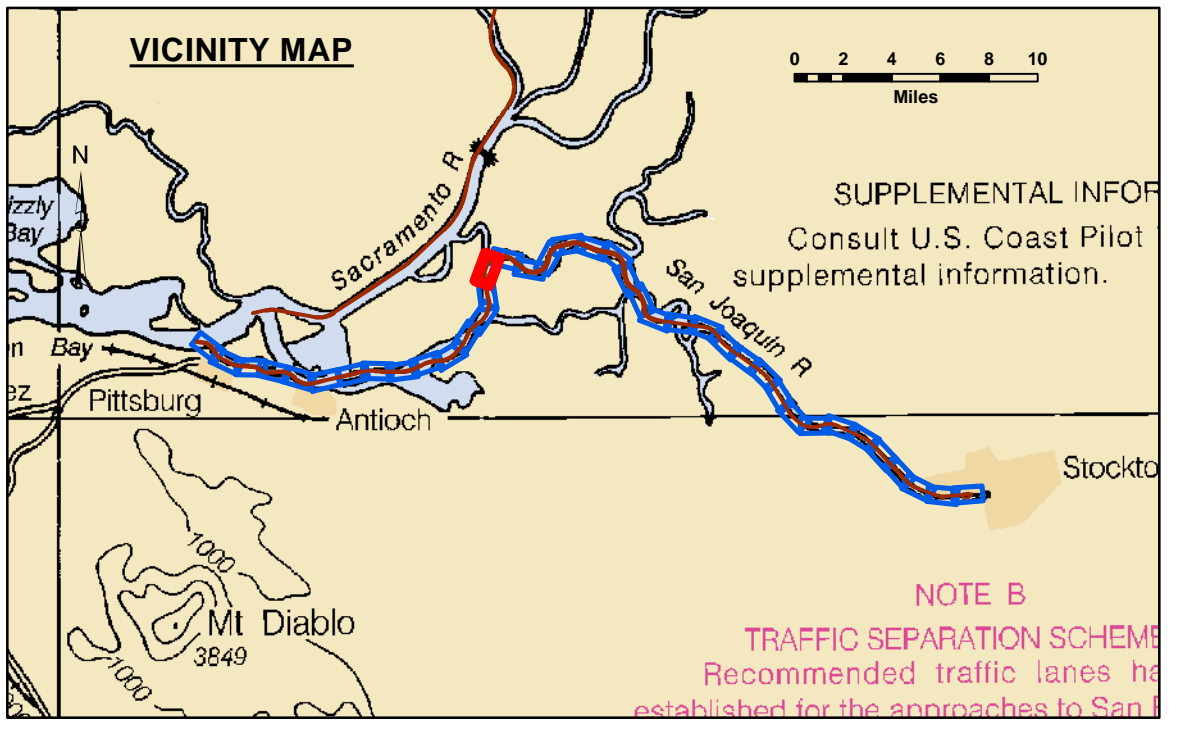 VICINITY MAP
0 2 4 6 8 10
Miles
N
SUPPLEMENTAL INFOR
Consult U.S. Coast Pilot
supplemental information.
izzly
Bay
Sacramento R
San Joaquin R
Bay
Pittsburg
Antioch
Stockto
1000
Mt Diablo
3849
1000
NOTE B
TRAFFIC SEPARATION SCHEME
Recommended traffic lanes ha
established for the approaches to San F